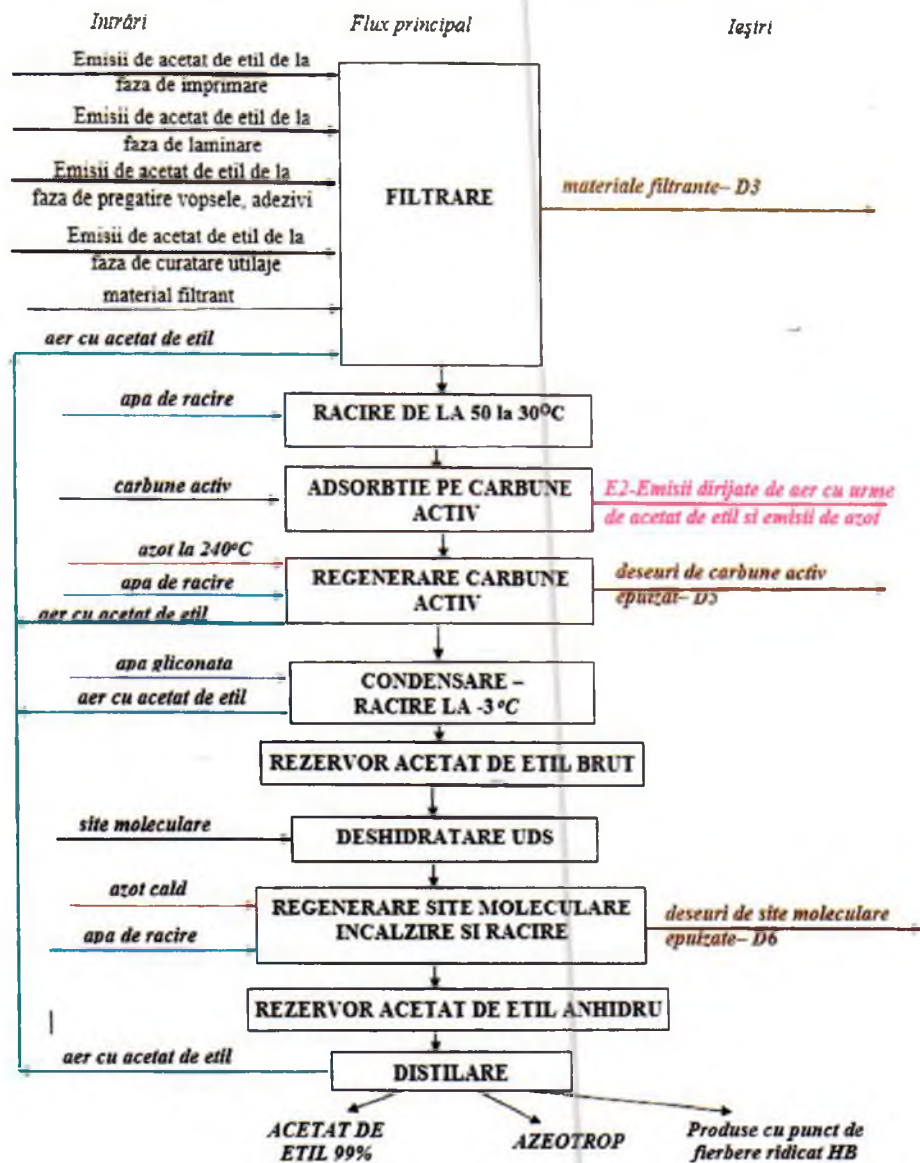 Intrări
Flux principal
Ieşiri
Emisii de acetat de etil de la
faza de imprimare
Emisii de acetat de etil de la
faza de laminare
Emisii de acetat de etil de la
faza de pregatire vopsele, adezivi
Emisii de acetat de etil de la
faza de curatare utilaje
material filtrant
aer cu acetat de etil
FILTRARE
materiale filtrante– D3
apa de racire
RACIRE DE LA 50 la 30ºC
carbune activ
ADSORBTIE PE CARBUNE
ACTIV
E2-Emisii dirijate de aer cu urme
de acetat de etil si emisii de azot
azot la 240ºC
apa de racire
aer cu acetat de etil
REGENERARE CARBUNE
ACTIV
deseuri de carbune activ
epuizat– D5
apa gliconata
aer cu acetat de etil
CONDENSARE –
RACIRE LA -3ºC
REZERVOR ACETAT DE ETIL BRUT
site moleculare
DESHIDRATARE UDS
azot cald
apa de racire
REGENERARE SITE MOLECULARE
INCALZIRE SI RACIRE
deseuri de site moleculare
epuizate– D6
REZERVOR ACETAT DE ETIL ANHIDRU
aer cu acetat de etil
DISTILARE
ACETAT DE
ETIL 99%
AZEOTROP
Produse cu punct de
fierbere ridicat HB